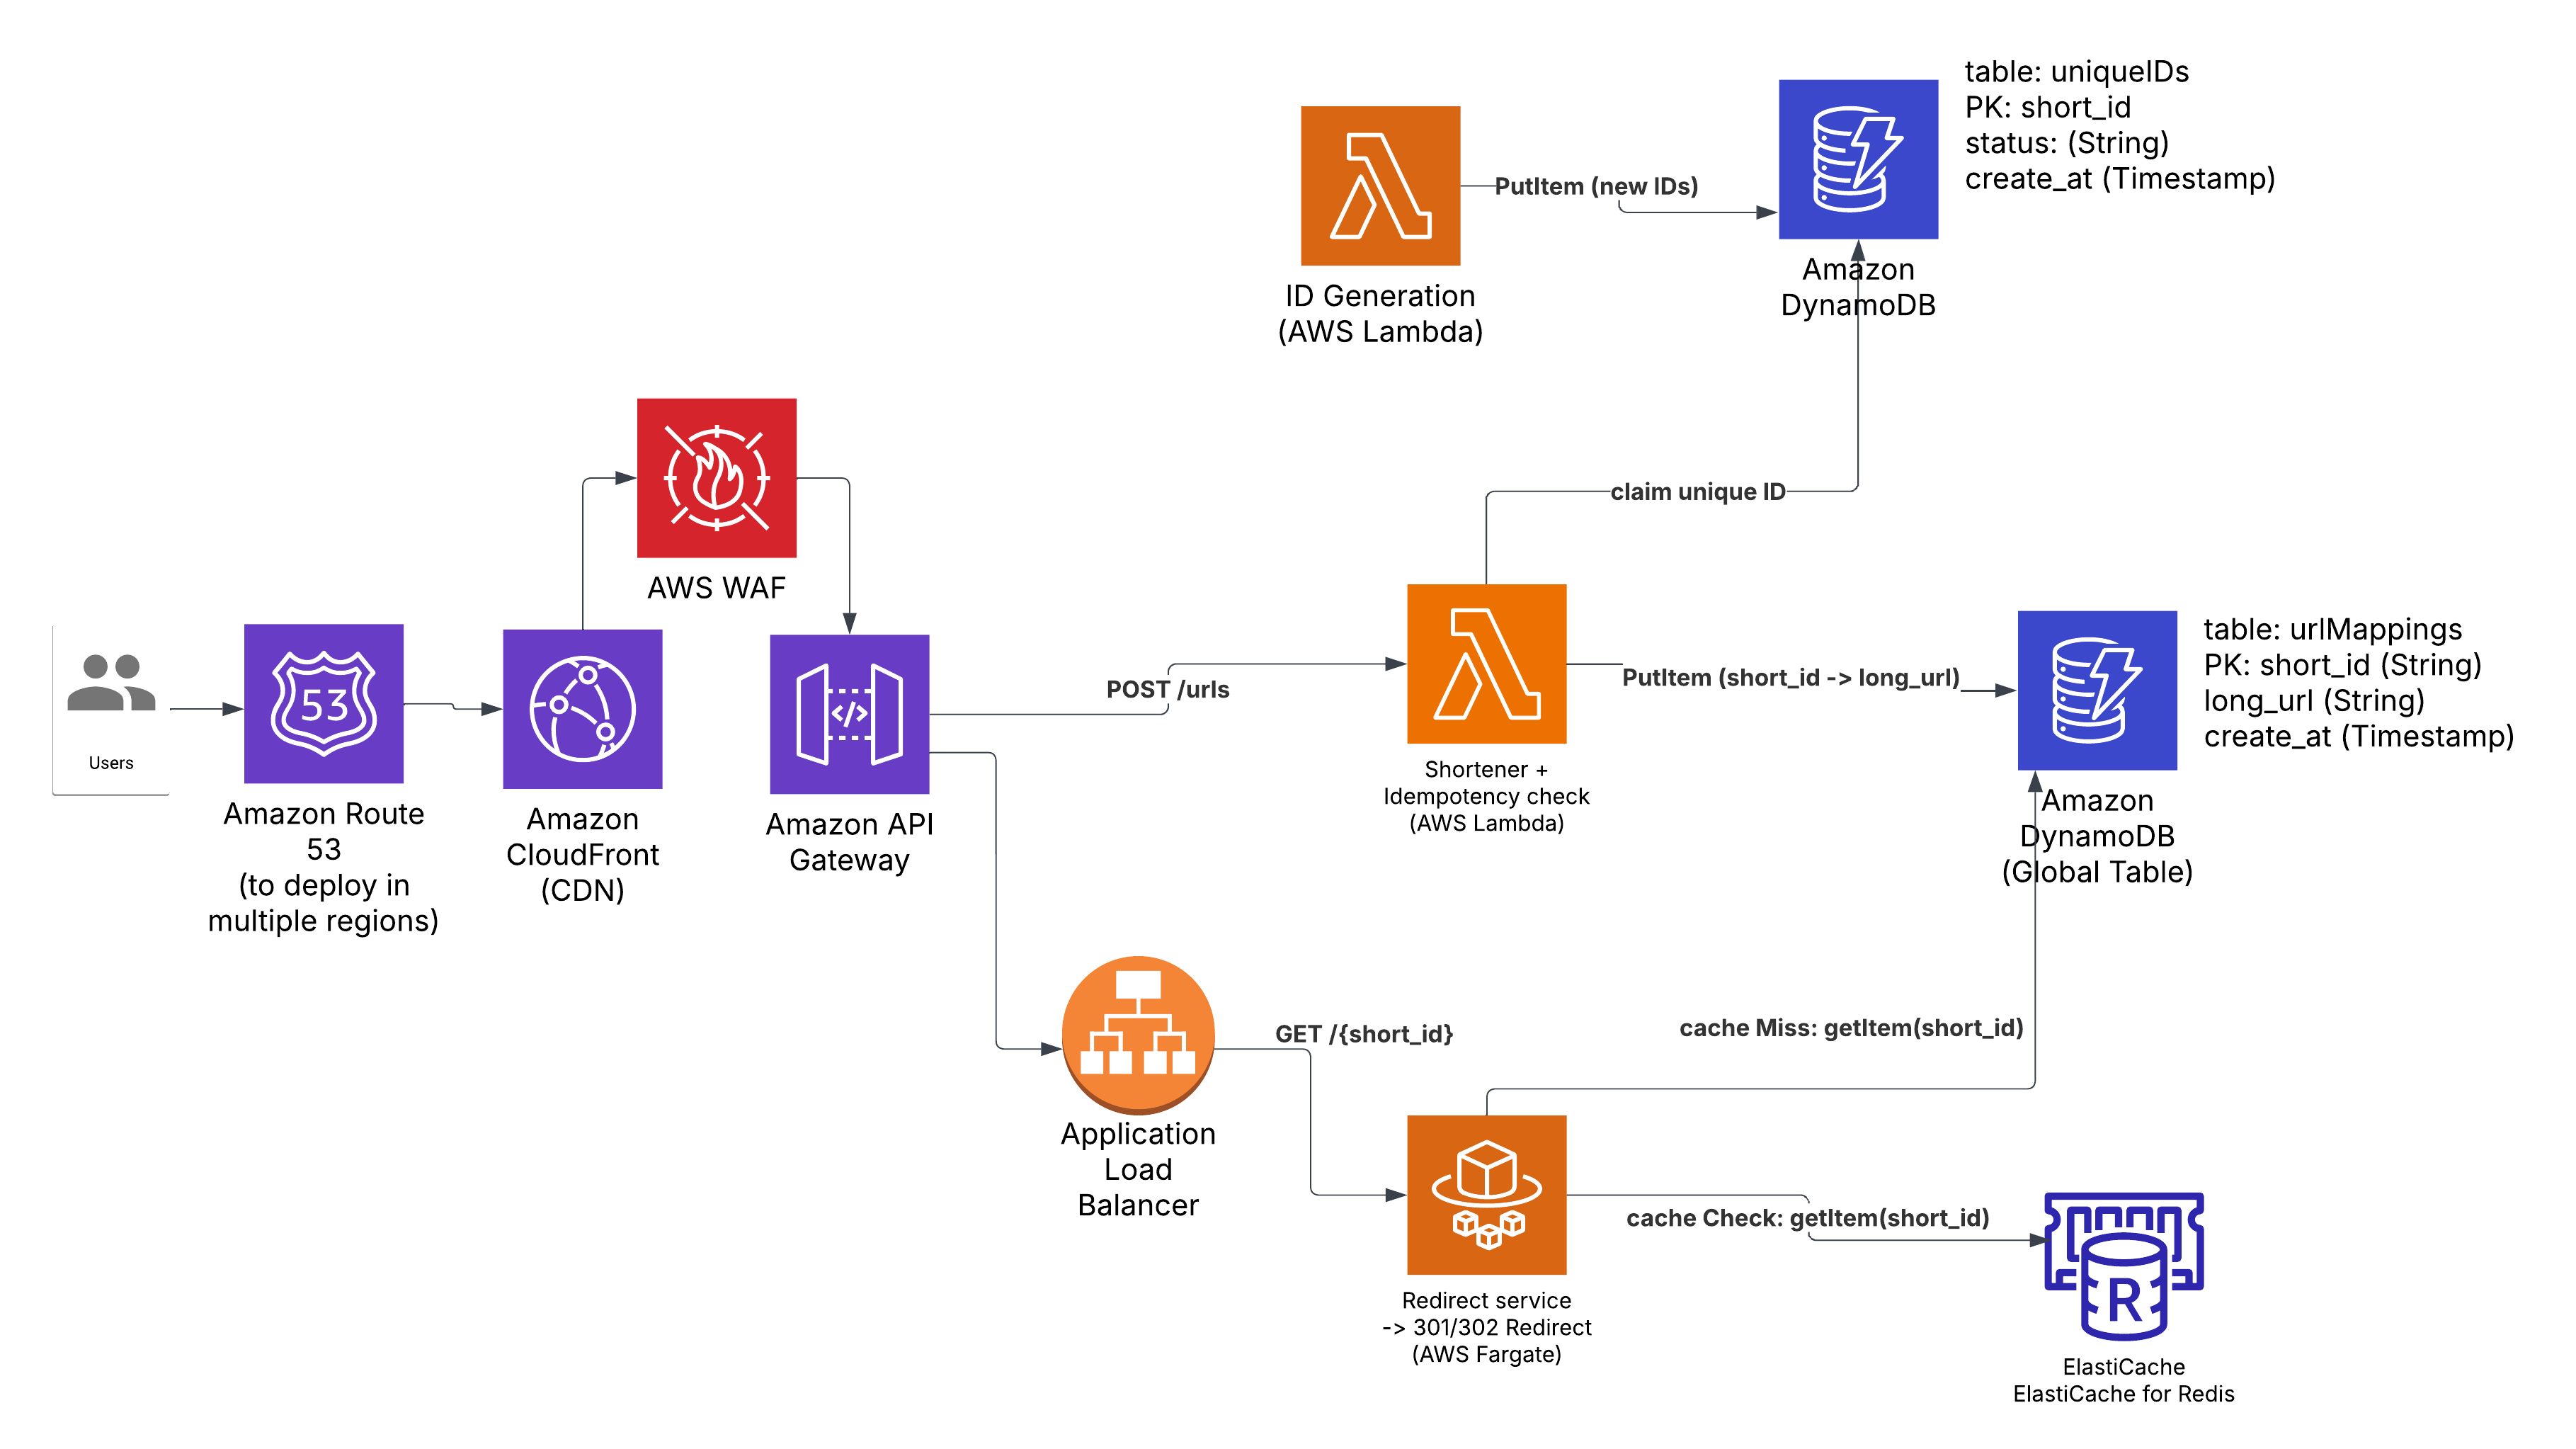 table: uniqueIDs
PK: short_id
status: (String)
create_at (Timestamp)
PutItem (new IDs)
Amazon
DynamoDB
ID Generation
(AWS Lambda)
AWS WAF
claim unique ID
Users
53
Amazon Route
53
(to deploy in
multiple regions)
Amazon
CloudFront
(CDN)
</>
Amazon API
Gateway
POST /urls
Shortener +
Idempotency check
(AWS Lambda)
PutItem (short_id -> long_url)
table: urlMappings
PK: short_id (String)
long_url (String)
create_at (Timestamp)
Amazon
DynamoDB
(Global Table)
Application
Load
Balancer
GET /{short_id}
cache Miss: getItem(short_id)
Redirect service
-> 301/302 Redirect
(AWS Fargate)
cache Check: getItem(short_id)
R
ElastiCache
ElastiCache for Redis